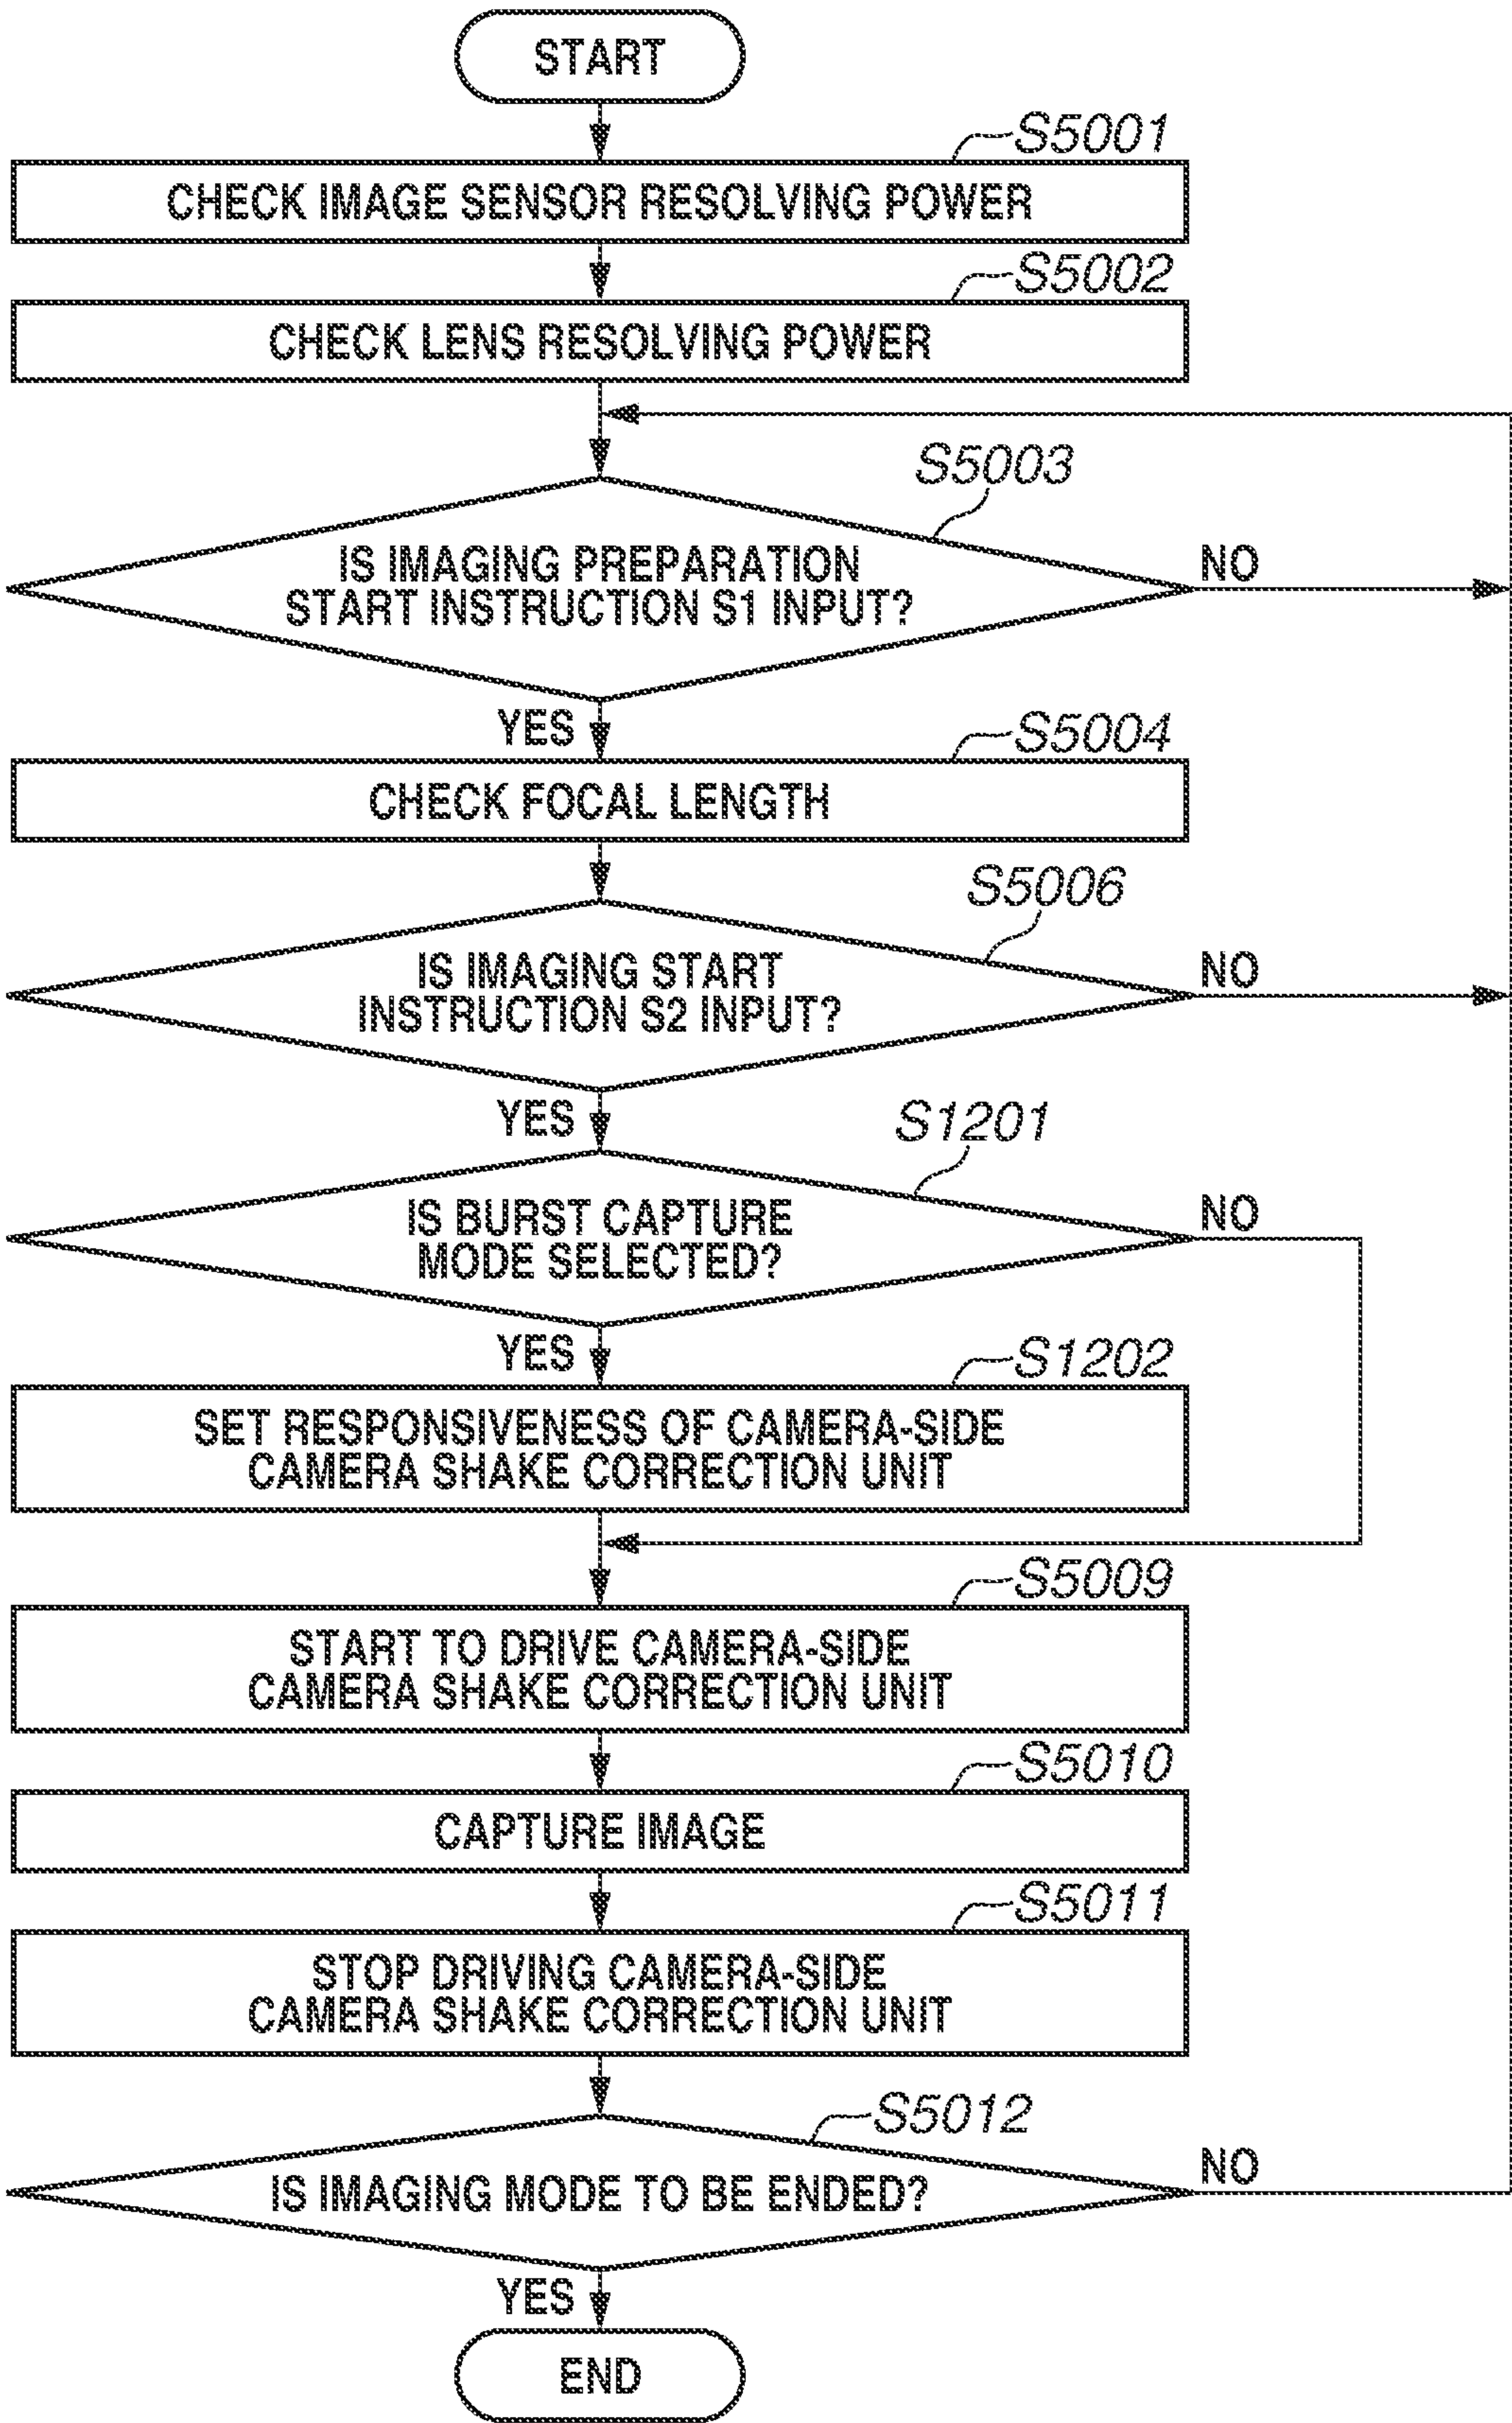 START
S5001
CHECK IMAGE SENSOR RESOLVING POWER
S5002
CHECK LENS RESOLVING POWER
S5003
IS IMAGING PREPARATION
START INSTRUCTION S1 INPUT?
NO
YES
S5004
CHECK FOCAL LENGTH
S5006
IS IMAGING START
INSTRUCTION S2 INPUT?
NO
YES
S1201
IS BURST CAPTURE
MODE SELECTED?
NO
YES
S1202
SET RESPONSIVENESS OF CAMERA-SIDE
CAMERA SHAKE CORRECTION UNIT
S5009
START TO DRIVE CAMERA-SIDE
CAMERA SHAKE CORRECTION UNIT
S5010
CAPTURE IMAGE
S5011
STOP DRIVING CAMERA-SIDE
CAMERA SHAKE CORRECTION UNIT
S5012
IS IMAGING MODE TO BE ENDED?
NO
YES
END